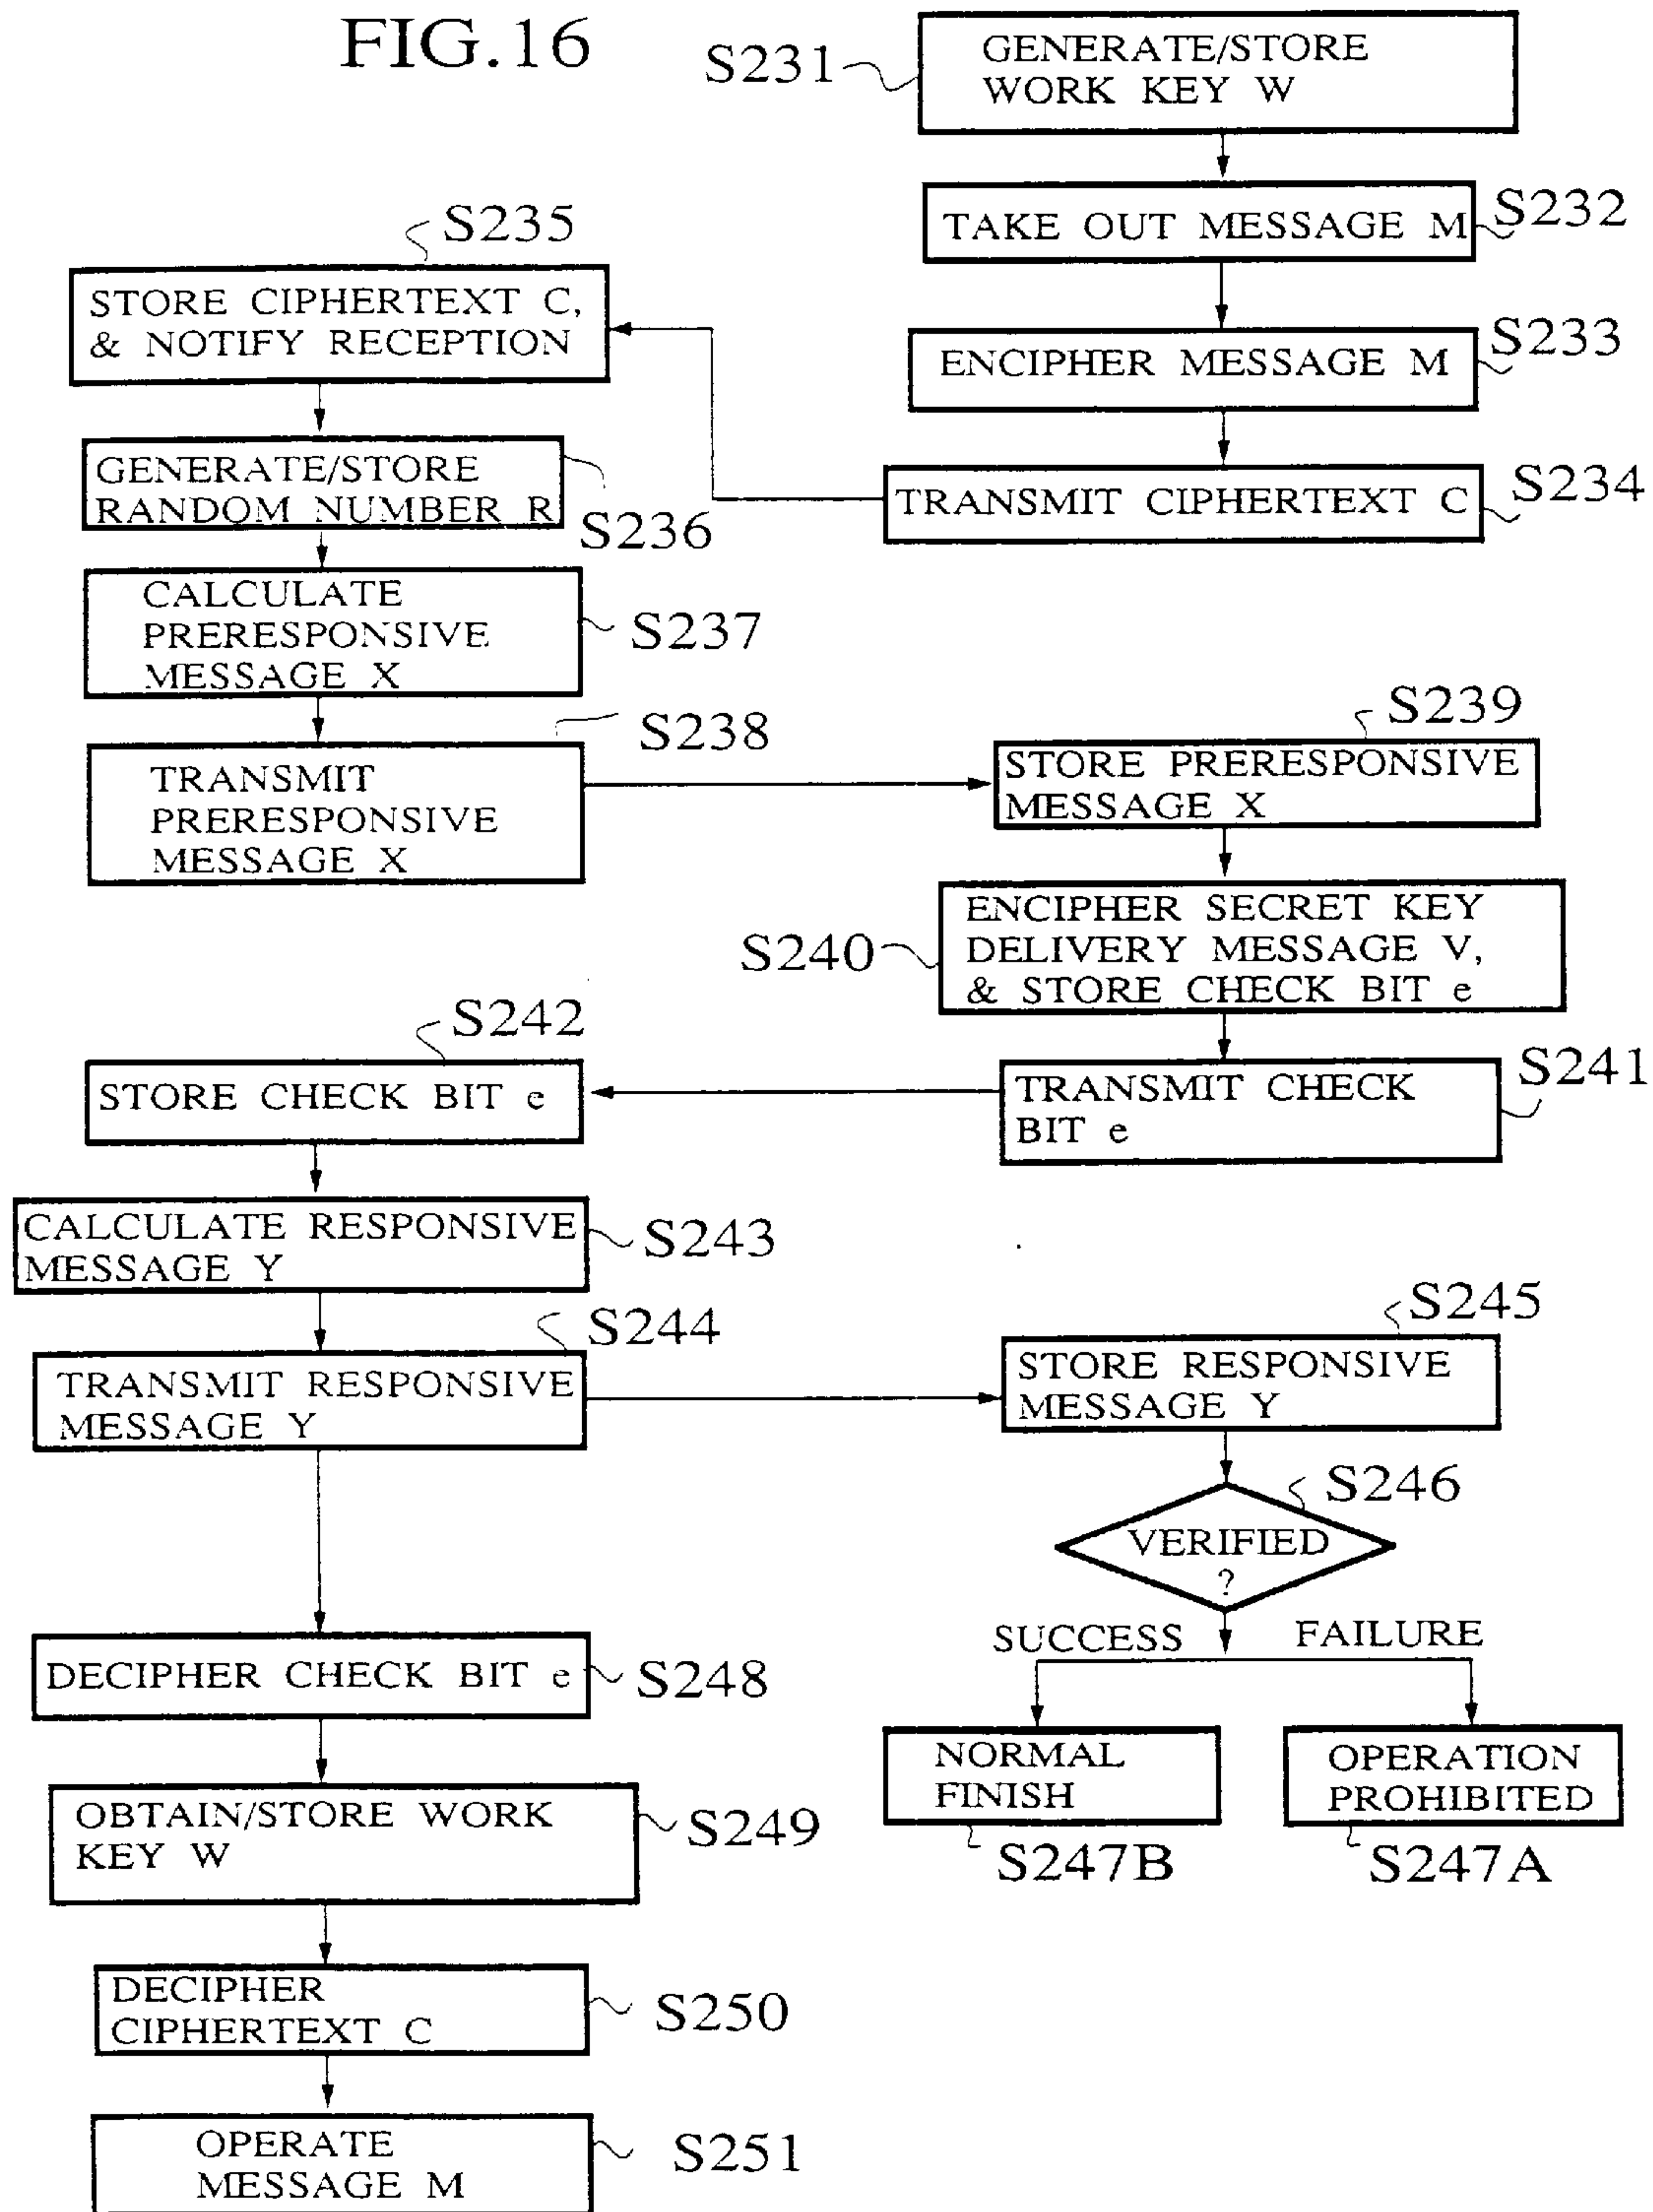 FIG.16
S231
GENERATE/STORE
WORK KEY W
TAKE OUT MESSAGE M
S232
S235
STORE CIPHERTEXT C,
& NOTIFY RECEPTION
ENCIPHER MESSAGE M
S233
GENERATE/STORE
RANDOM NUMBER R
S236
TRANSMIT CIPHERTEXT C
S234
CALCULATE
PRERESPONSIVE
MESSAGE X
S237
S238
TRANSMIT
PRERESPONSIVE
MESSAGE X
S239
STORE PRERESPONSIVE
MESSAGE X
S240
ENCIPHER SECRET KEY
DELIVERY MESSAGE V,
& STORE CHECK BIT e
S242
STORE CHECK BIT e
TRANSMIT CHECK
BIT e
S241
CALCULATE RESPONSIVE
MESSAGE Y
S243
S244
TRANSMIT RESPONSIVE
MESSAGE Y
S245
STORE RESPONSIVE
MESSAGE Y
S246
VERIFIED
?
SUCCESS
FAILURE
DECIPHER CHECK BIT e
S248
NORMAL
FINISH
S247B
OPERATION
PROHIBITED
S247A
OBTAIN/STORE WORK
KEY W
S249
DECIPHER
CIPHERTEXT C
S250
OPERATE
MESSAGE M
S251